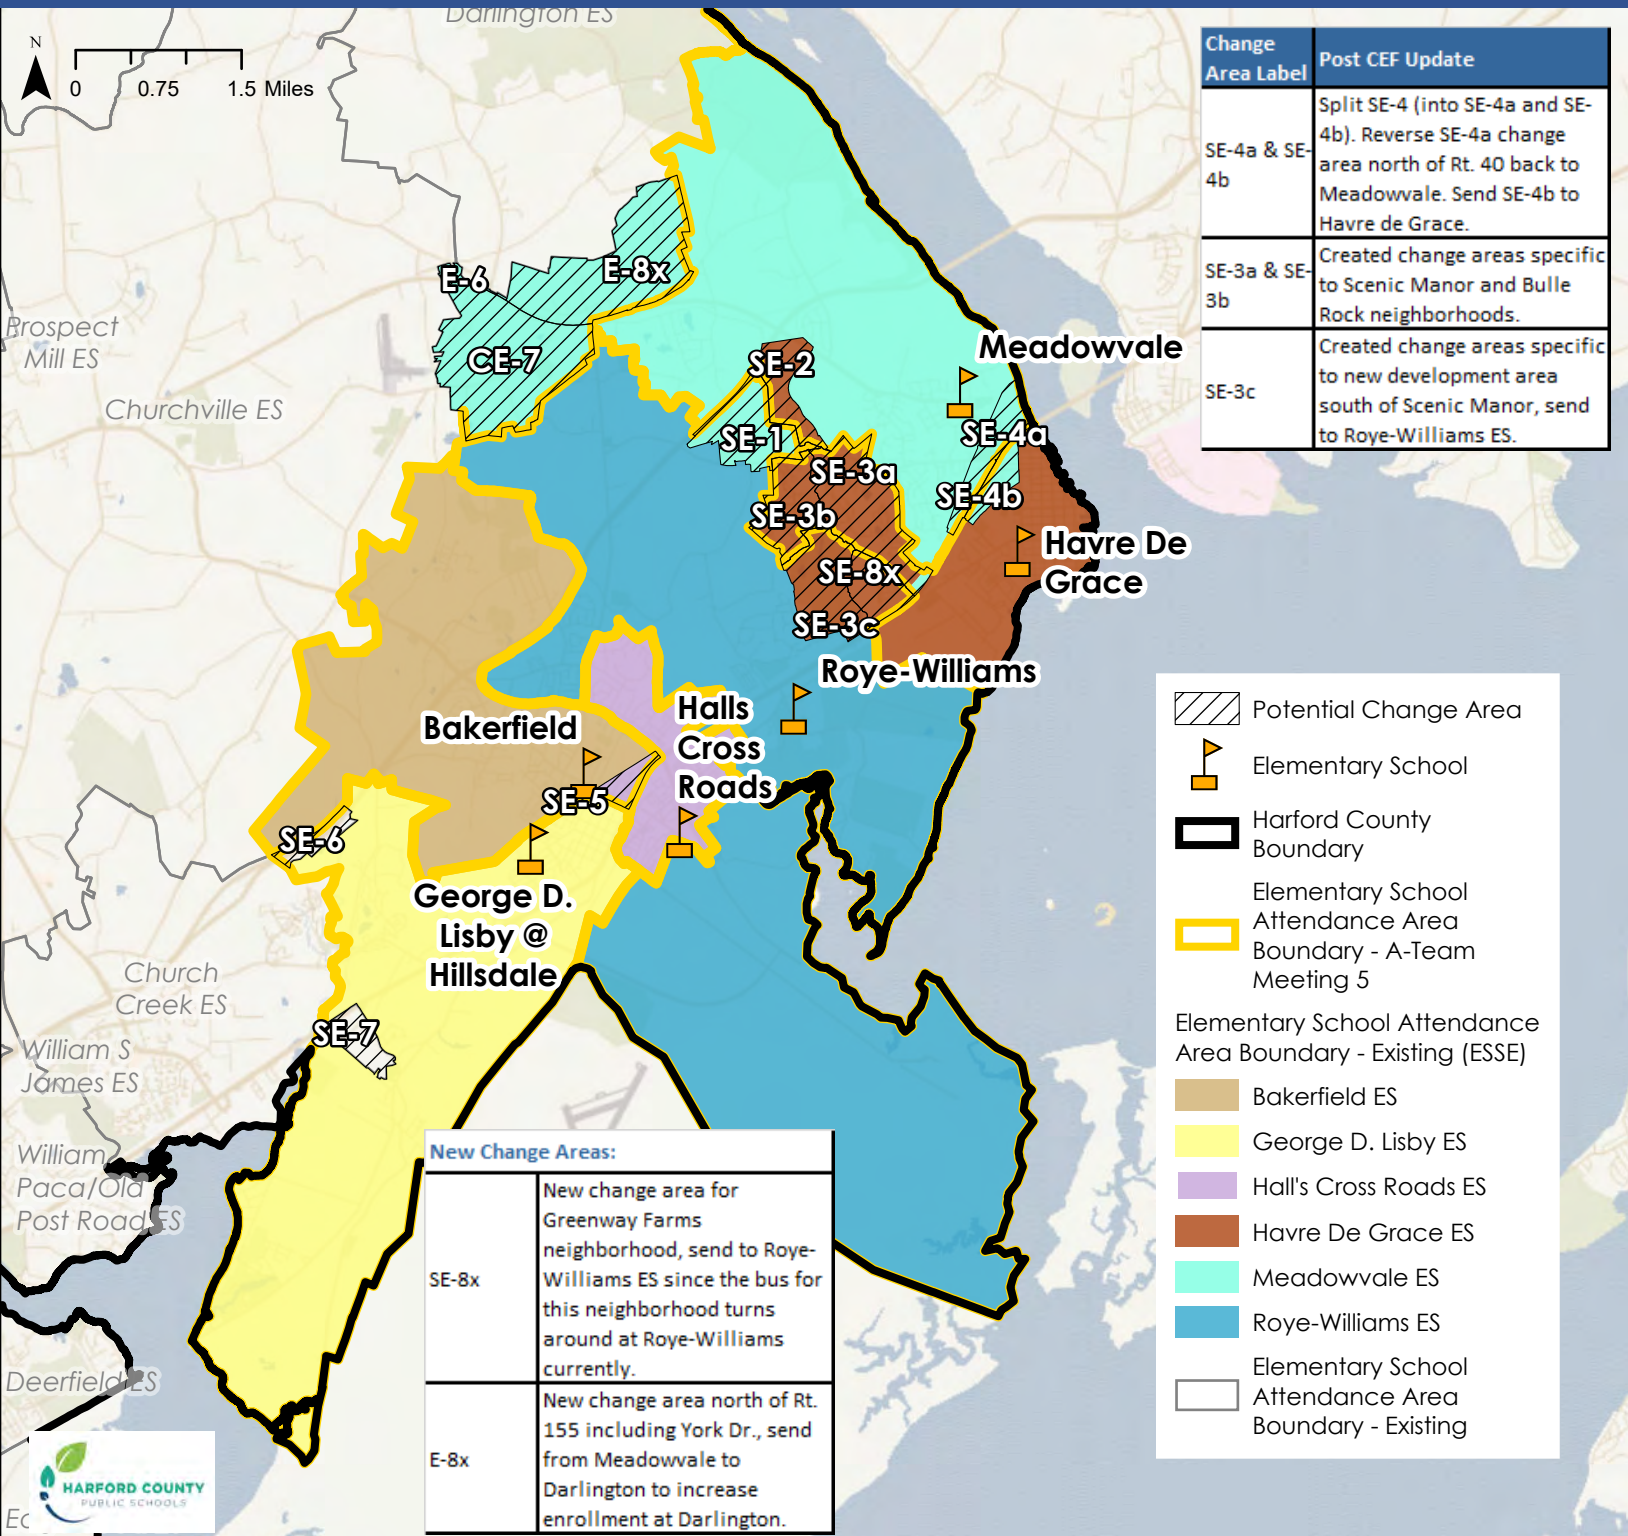 Darlington ES
N
0 0.75 1.5 Miles
Change
Area Label
Post CEF Update
SE-4a & SE-
4b
Split SE-4 (into SE-4a and SE-
4b). Reverse SE-4a change
area north of Rt. 40 back to
Meadowvale. Send SE-4b to
Havre de Grace.
SE-3a & SE-
3b
Created change areas specific
to Scenic Manor and Bulle
Rock neighborhoods.
SE-3c
Created change areas specific
to new development area
south of Scenic Manor, send
to Roye-Williams ES.
E-6
E-8x
CE-7
Prospect
Mill ES
Churchville ES
SE-2
Meadowvale
SE-1
SE-4a
SE-3a
SE-4b
SE-3b
Havre De
Grace
SE-8x
SE-3c
Roye-Williams
Bakerfield
Halls
Cross
Roads
SE-5
SE-6
George D.
Lisby @
Hillsdale
Church
Creek ES
SE-7
William S
James ES
William
Paca/Old
Post Road ES
Deerfield ES
HARFORD COUNTY
PUBLIC SCHOOLS
New Change Areas:
SE-8x
New change area for
Greenway Farms
neighborhood, send to Roye-
Williams ES since the bus for
this neighborhood turns
around at Roye-Williams
currently.
E-8x
New change area north of Rt.
155 including York Dr., send
from Meadowvale to
Darlington to increase
enrollment at Darlington.
Potential Change Area
Elementary School
Harford County
Boundary
Elementary School
Attendance Area
Boundary - A-Team
Meeting 5
Elementary School Attendance
Area Boundary - Existing (ESSE)
Bakerfield ES
George D. Lisby ES
Hall's Cross Roads ES
Havre De Grace ES
Meadowvale ES
Roye-Williams ES
Elementary School
Attendance Area
Boundary - Existing